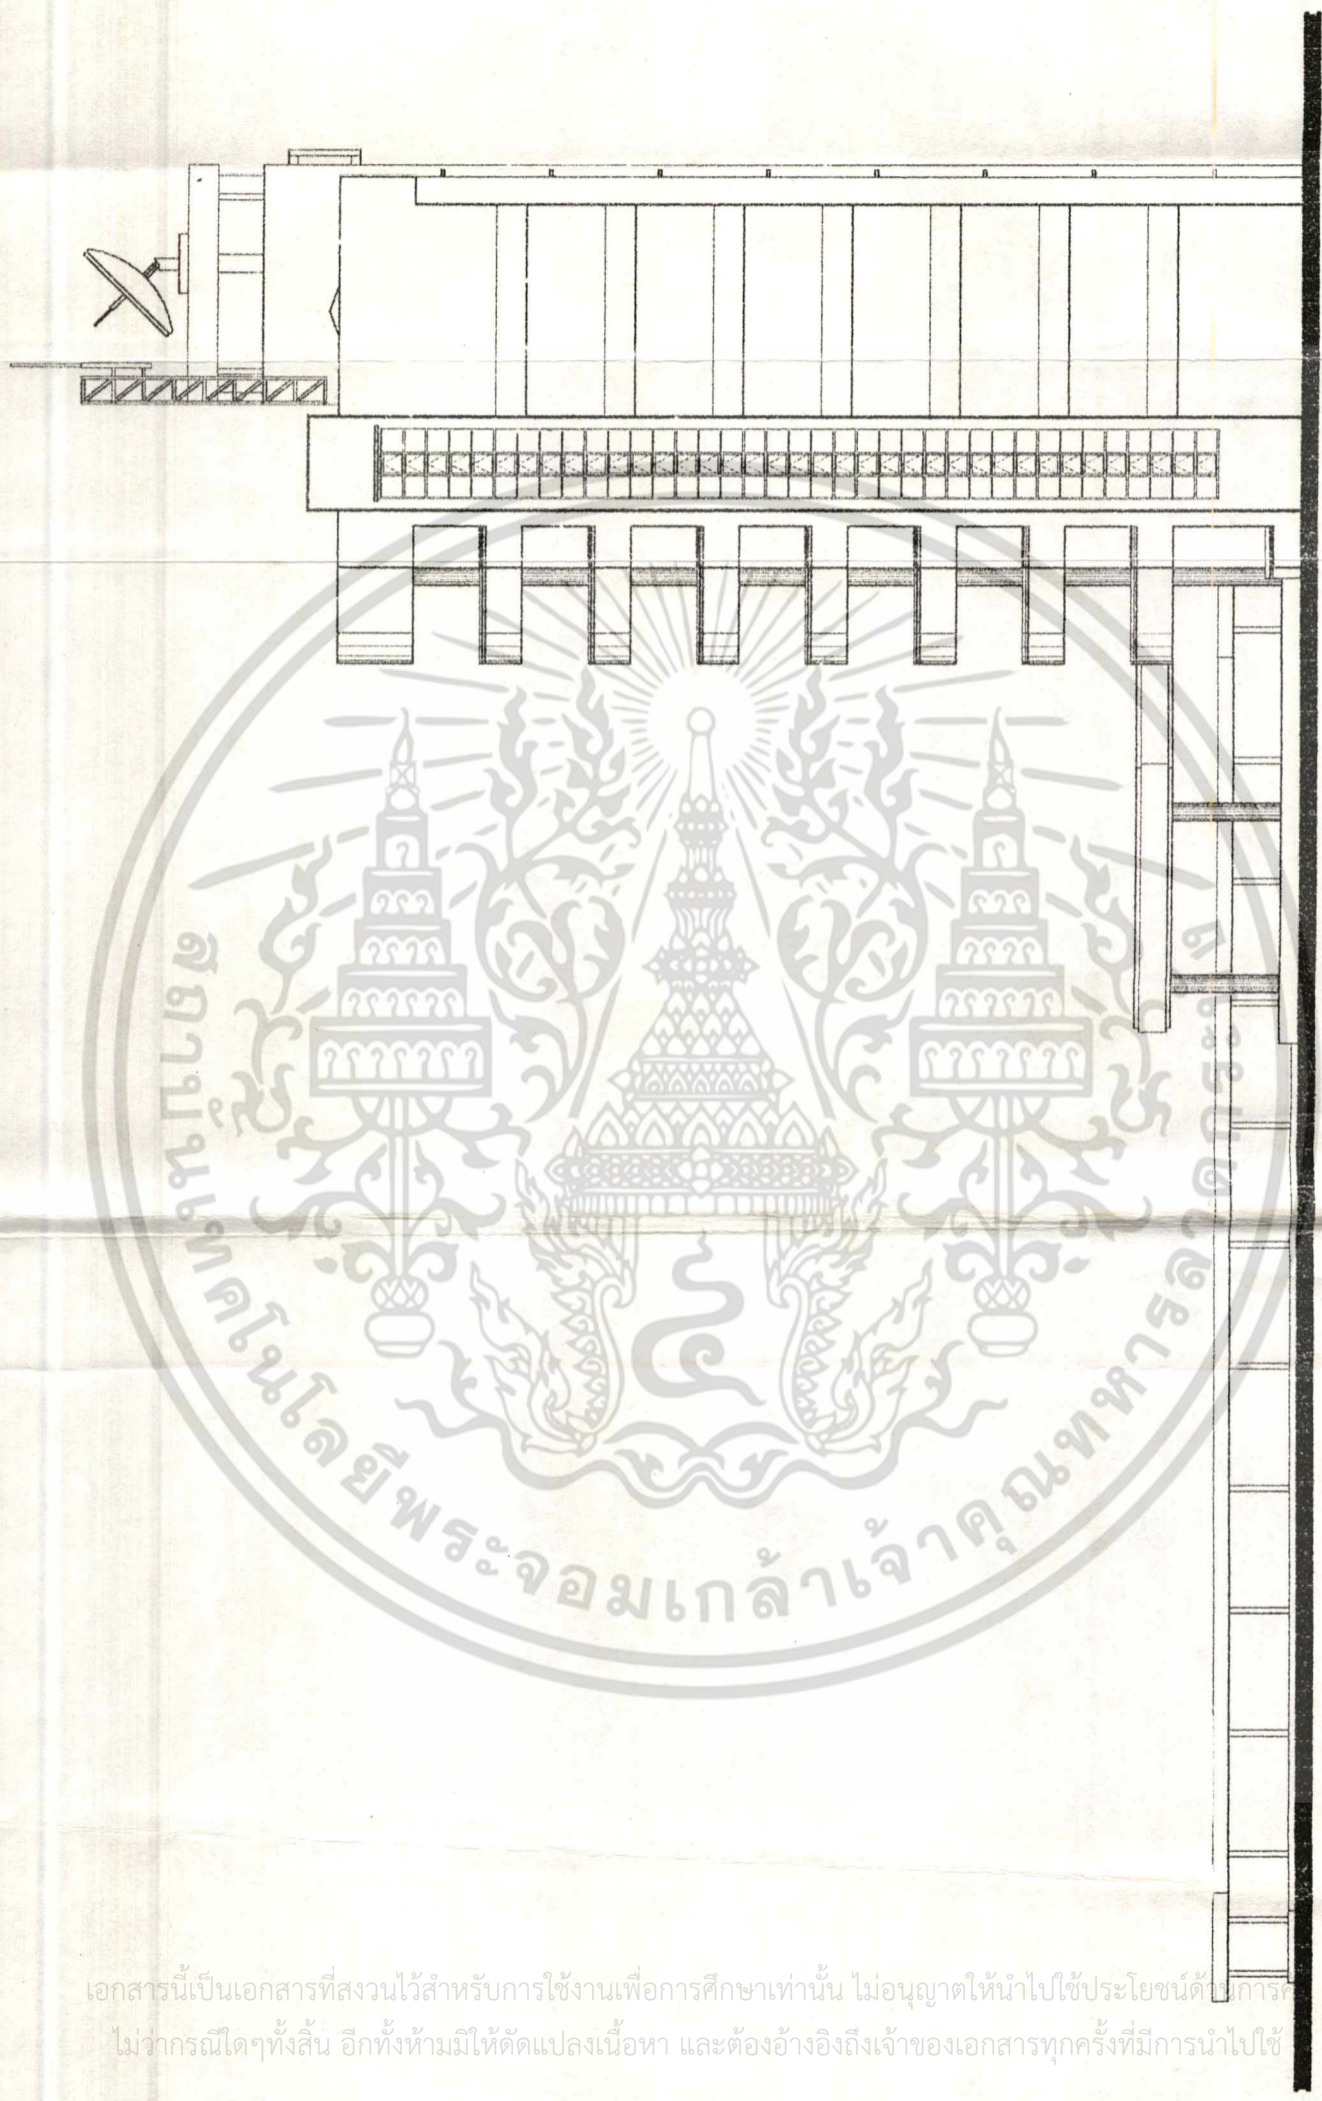 สถาบันเทคโนโลยีพระจอมเกล้าเจ้าคุณทหารลาดกระบัง
๔
เอกสารนี้เป็นเอกสารที่สงวนไว้สำหรับการใช้งานเพื่อการศึกษาเท่านั้น ไม่อนุญาตให้นำไปใช้ประโยชน์ด้านการค
ไม่ว่ากรณีใดๆทั้งสิ้น อีกทั้งห้ามมิให้ดัดแปลงเนื้อหา และต้องอ้างอิงถึงเจ้าของเอกสารทุกครั้งที่มีการนำไปใช้